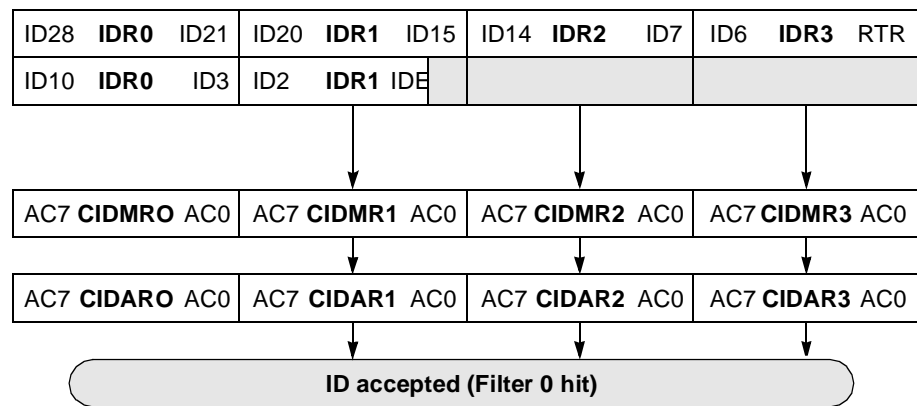 ID28 IDR0 ID21 ID20 IDR1 ID15 ID14 IDR2 ID7 ID6 IDR3 RTR
ID10 IDR0 ID3 ID2 IDR1 IDE
AC7 CIDMRO AC0 AC7 CIDMR1 AC0 AC7 CIDMR2 AC0 AC7 CIDMR3 AC0
AC7 CIDARO AC0 AC7 CIDAR1 AC0 AC7 CIDAR2 AC0 AC7 CIDAR3 AC0
ID accepted (Filter 0 hit)